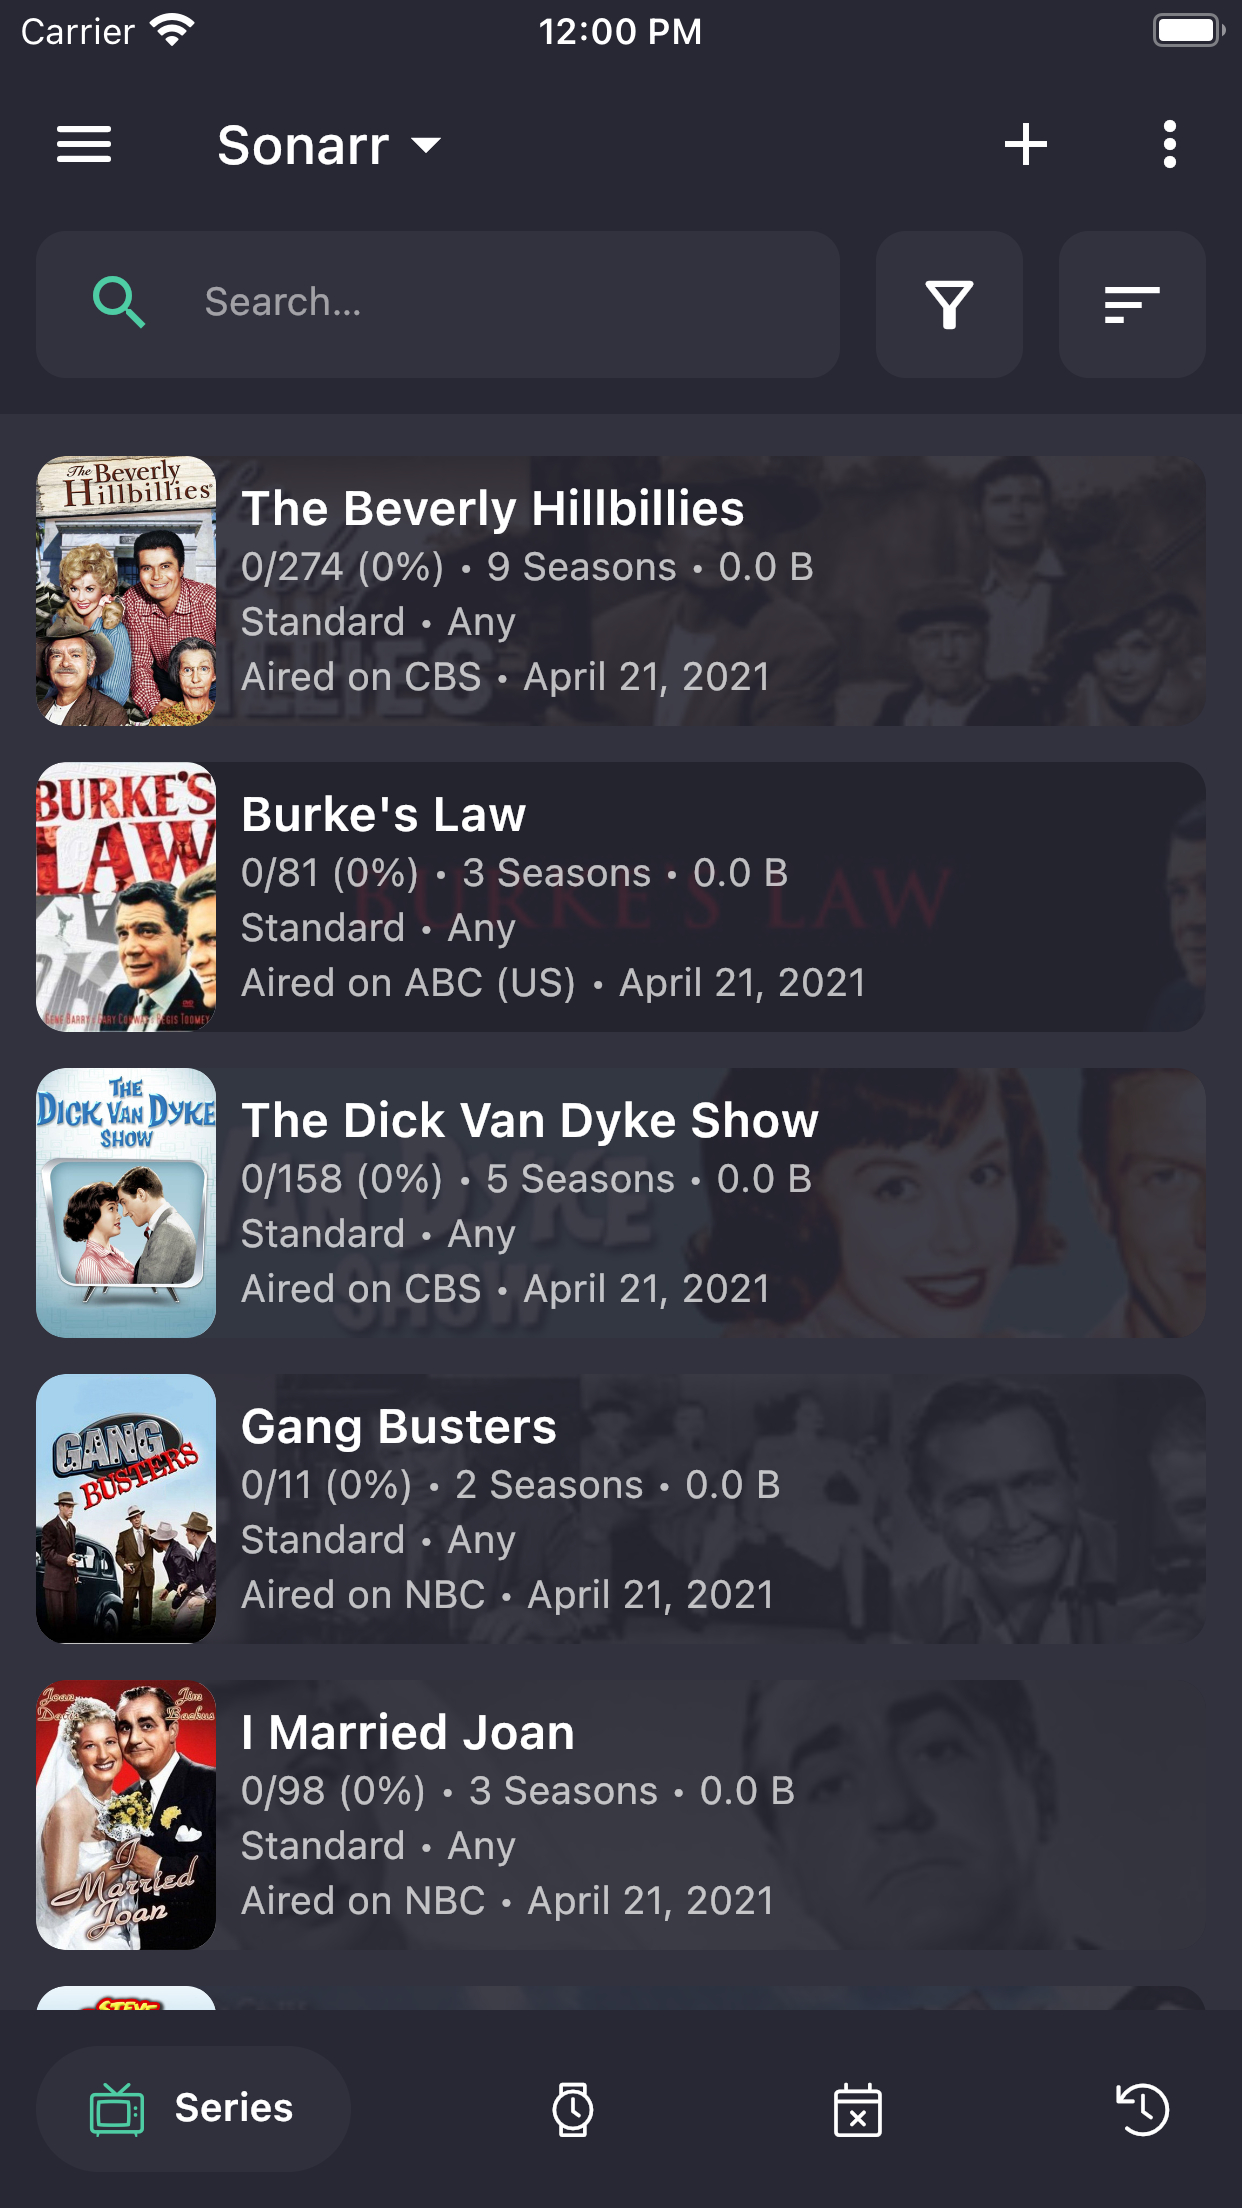 Carrier 12:00 PM
Sonarr
Search...
The Beverly Hillbillies
The Beverly Hillbillies
0/274 (0%) • 9 Seasons • 0.0 B
Standard • Any
Aired on CBS • April 21, 2021
BURKE'S LAW
Burke's Law
0/81 (0%) • 3 Seasons • 0.0 B
BURKE'S LAW
Standard • Any
Aired on ABC (US) • April 21, 2021
THE DICK VAN DYKE SHOW
The Dick Van Dyke Show
0/158 (0%) • 5 Seasons • 0.0 B
VAN DYKE
Standard • Any
SHOW
Aired on CBS • April 21, 2021
GANG BUSTERS
Gang Busters
0/11 (0%) • 2 Seasons • 0.0 B
Standard • Any
Aired on NBC • April 21, 2021
Joan Davis Jim Backus
I Married Joan
I Married Joan
0/98 (0%) • 3 Seasons • 0.0 B
Standard • Any
Aired on NBC • April 21, 2021
STEVE
Series